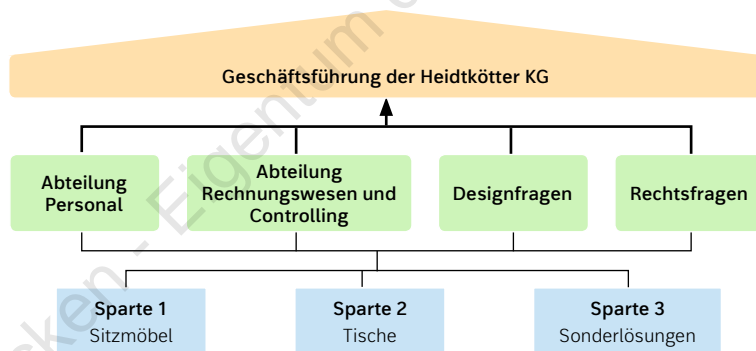 Geschäftsführung der Heidtkötter KG
Abteilung
Personal
Abteilung
Rechnungswesen und
Controlling
Designfragen
Rechtsfragen
Sparte 1
Sitzmöbel
Sparte 2
Tische
Sparte 3
Sonderlösungen